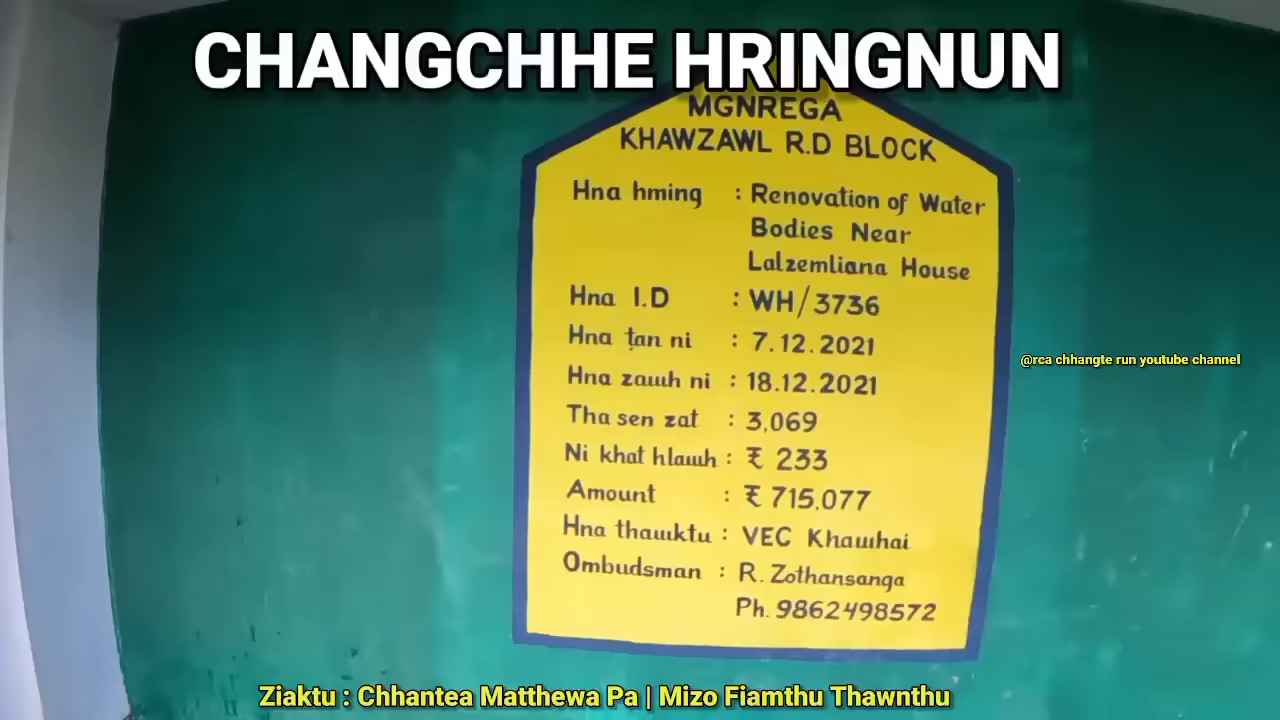 CHANGCHHE HRINGNUN
MGNREGA
KHAWZAWL R.D BLOCK
Hna hming : Renovation of Water
Bodies Near
Lalzemliana House
Hna I.D : WH/3736
Hna ṭan ni : 7.12.2021
Hna zawh ni : 18.12.2021
Tha sen zat : 3,069
Ni khat hlawh : ₹ 233
Amount : ₹ 715,077
Hna thawktu : VEC Khawhai
Ombudsman : R. Zothansanga
Ph. 9862498572
@rca chhangte run youtube channel
Ziaktu : Chhantea Matthewa Pa | Mizo Fiamthu Thawnthu